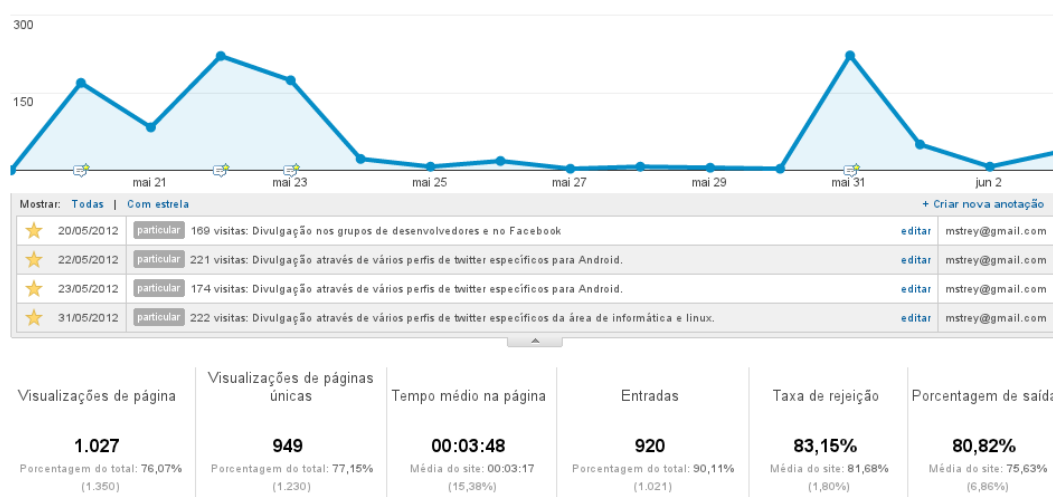 300
150
mai 21 mai 23 mai 25 mai 27 mai 29 mai 31 jun 2
Mostrar: Todas | Com estrela + Criar nova anotação
20/05/2012 particular 169 visitas: Divulgação nos grupos de desenvolvedores e no Facebook editar mstrey@gmail.com
22/05/2012 particular 221 visitas: Divulgação através de vários perfis de twitter específicos para Android. editar mstrey@gmail.com
23/05/2012 particular 174 visitas: Divulgação através de vários perfis de twitter específicos para Android. editar mstrey@gmail.com
31/05/2012 particular 222 visitas: Divulgação através de vários perfis de twitter específicos da área de informática e linux. editar mstrey@gmail.com
Visualizações de página
Visualizações de páginas
únicas
Tempo médio na página
Entradas
Taxa de rejeição
Porcentagem de saída
1.027 949 00:03:48 920 83,15% 80,82%
Porcentagem do total: 76,07% Porcentagem do total: 77,15% Média do site: 00:03:17 Porcentagem do total: 90,11% Média do site: 81,68% Média do site: 75,63%
(1.350) (1.230) (15,38%) (1.021) (1,80%) (6,86%)